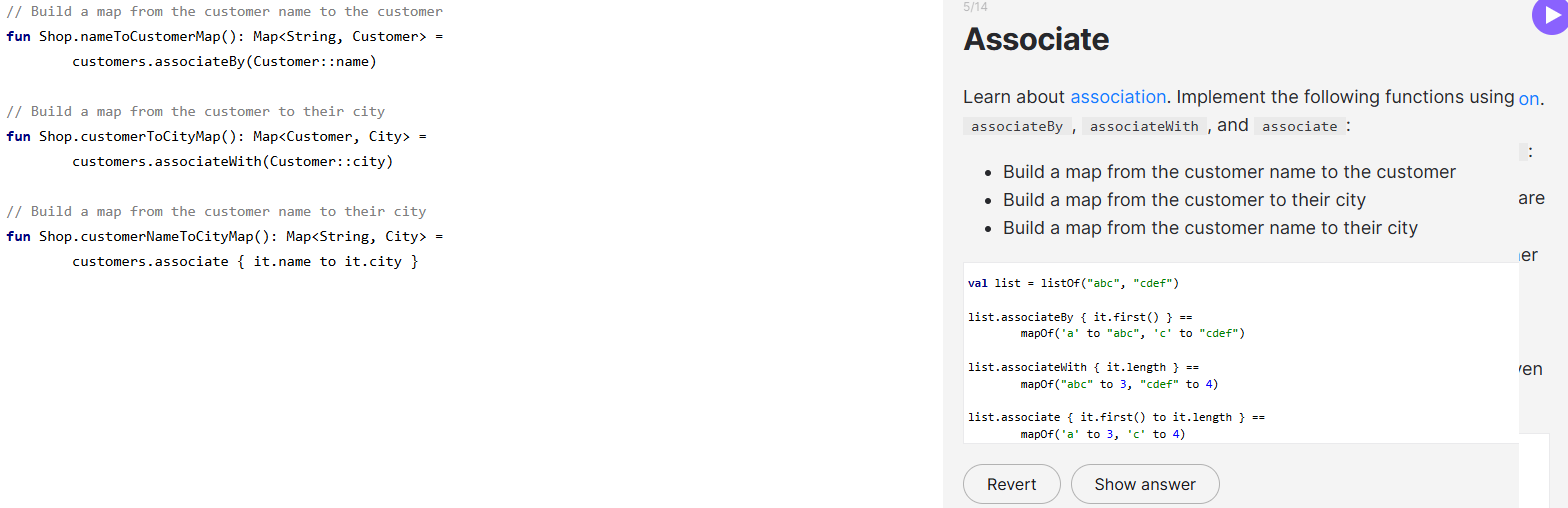 // Build a map from the customer name to the customer
fun Shop.nameToCustomerMap(): Map<String, Customer> =
        customers.associateBy(Customer::name)
// Build a map from the customer to their city
fun Shop.customerToCityMap(): Map<Customer, City> =
        customers.associateWith(Customer::city)
// Build a map from the customer name to their city
fun Shop.customerNameToCityMap(): Map<String, City> =
        customers.associate { it.name to it.city }
5/14
Associate
Learn about association. Implement the following functions using on.
associateBy , associateWith , and associate :
:
• Build a map from the customer name to the customer
• Build a map from the customer to their city are
• Build a map from the customer name to their city
er
val list = listOf("abc", "cdef")
list.associateBy { it.first() } ==
        mapOf('a' to "abc", 'c' to "cdef")
list.associateWith { it.length } ==
        mapOf("abc" to 3, "cdef" to 4)
list.associate { it.first() to it.length } ==
        mapOf('a' to 3, 'c' to 4)
Revert Show answer